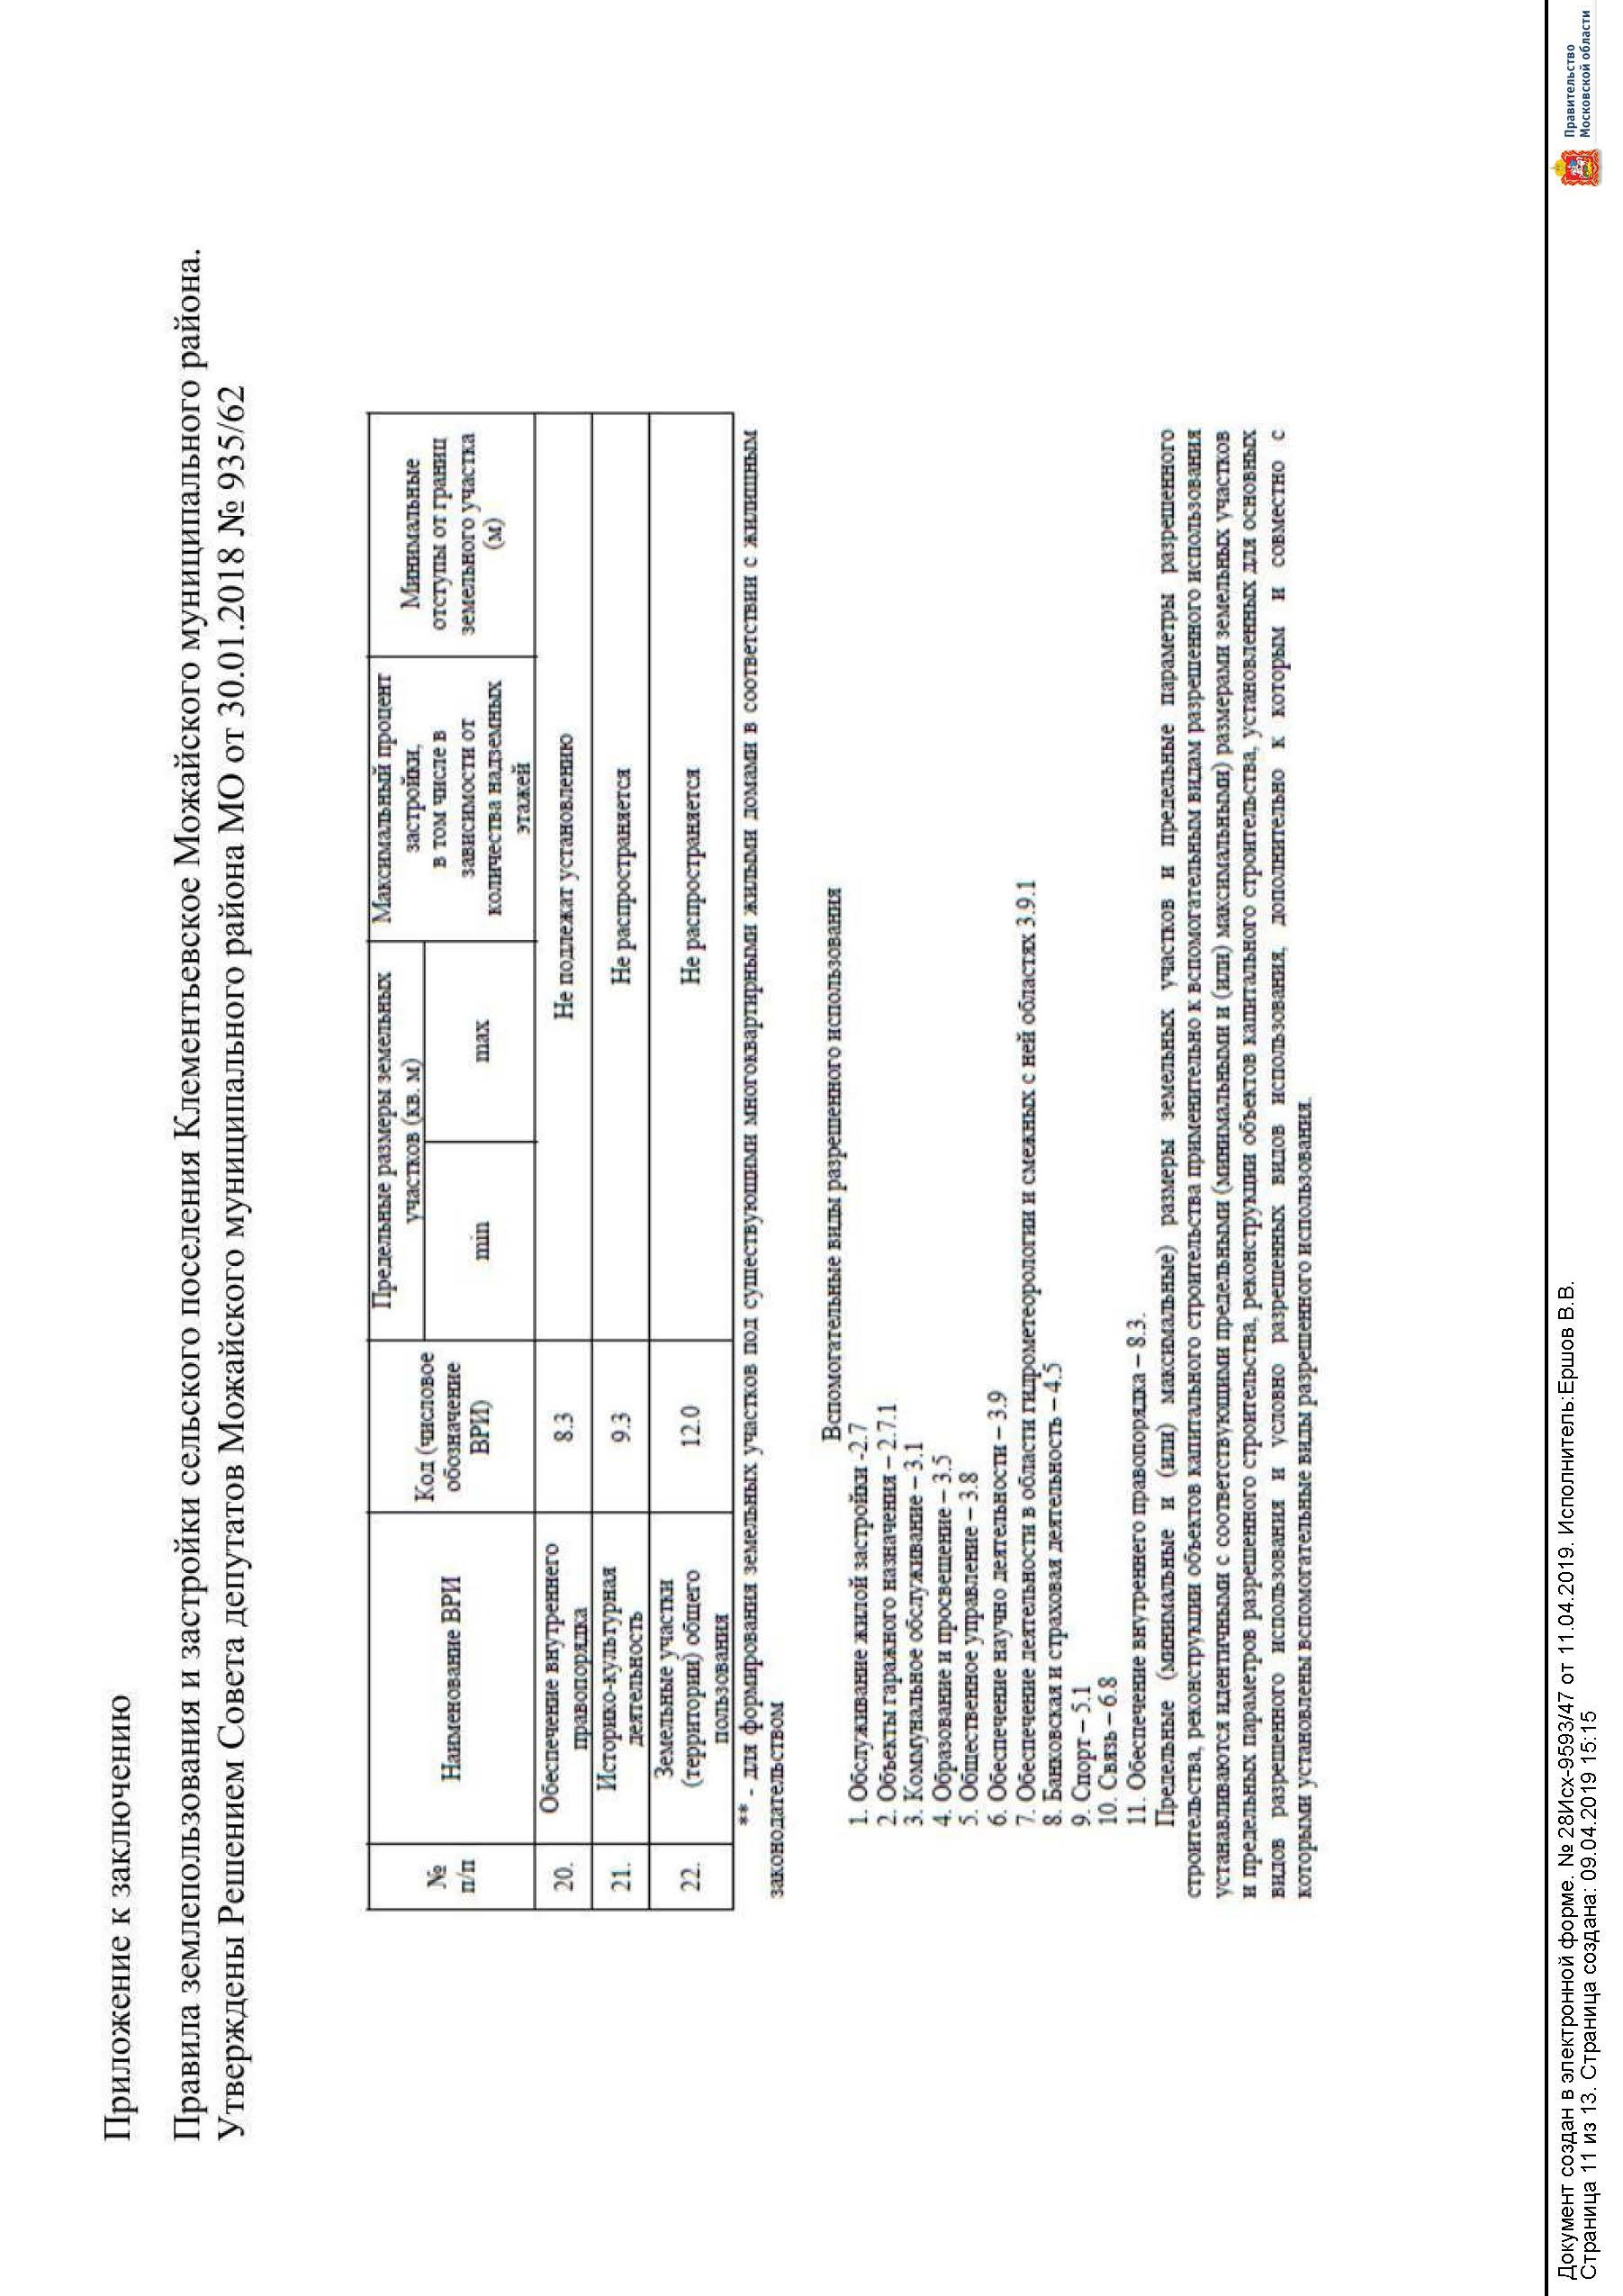 Приложение к заключению
Правила землепользования и застройки сельского поселения Клементьевское Можайского муниципального района.
Утверждены Решением Совета депутатов Можайского муниципального района МО от 30.01.2018 № 935/62
№
п/п
Наименование ВРИ
Код (числовое
обозначение
ВРИ)
Предельные размеры земельных
участков (кв. м)
min
max
Максимальный процент
застройки,
в том числе в
зависимости от
количества надземных
этажей
Минимальные
отступы от границ
земельного участка
(м)
20.
Обеспечение внутреннего
правопорядка
8.3
Не подлежат установлению
21.
Историко-культурная
деятельность
9.3
Не распространяется
22.
Земельные участки
(территории) общего
пользования
12.0
Не распространяется
** - для формирования земельных участков под существующими многоквартирными жилыми домами в соответствии с жилищным
законодательством
Вспомогательные виды разрешенного использования
1. Обслуживание жилой застройки -2.7
2. Объекты гаражного назначения – 2.7.1
3. Коммунальное обслуживание – 3.1
4. Образование и просвещение – 3.5
5. Общественное управление – 3.8
6. Обеспечение научно деятельности – 3.9
7. Обеспечение деятельности в области гидрометеорологии и смежных с ней областях 3.9.1
8. Банковская и страховая деятельность – 4.5
9. Спорт – 5.1
10. Связь – 6.8
11. Обеспечение внутреннего правопорядка – 8.3.
Предельные (минимальные и (или) максимальные) размеры земельных участков и предельные параметры разрешенного
строительства, реконструкции объектов капитального строительства применительно к вспомогательным видам разрешенного использования
устанавливаются идентичными с соответствующими предельными (минимальными и (или) максимальными) размерами земельных участков
и предельных параметров разрешенного строительства, реконструкции объектов капитального строительства, установленных для основных
видов разрешенного использования и условно разрешенных видов использования, дополнительно к которым и совместно с
которыми установлены вспомогательные виды разрешенного использования.
Документ создан в электронной форме. № 28Исх-9593/47 от 11.04.2019. Исполнитель:Ершов В.В.
Страница 11 из 13. Страница создана: 09.04.2019 15:15
Правительство
Московской области